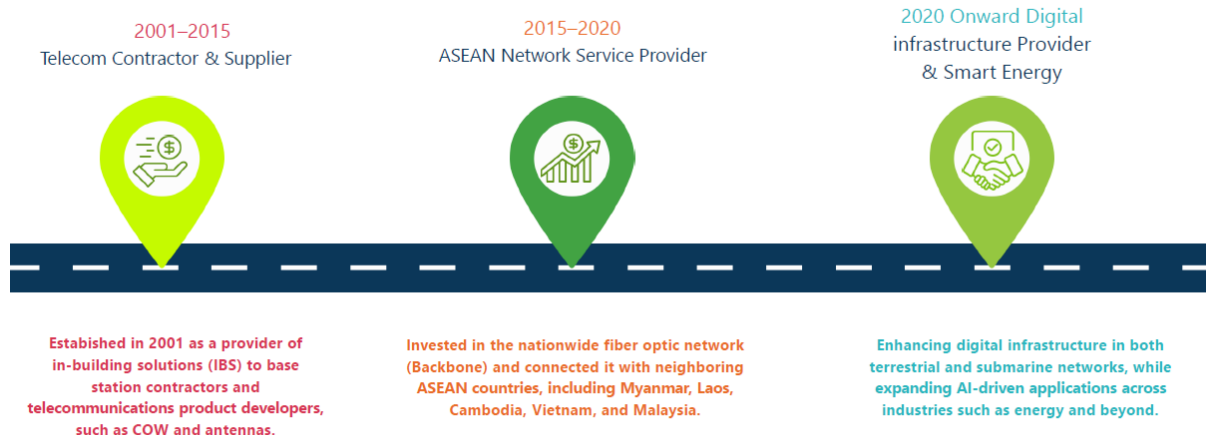 2001–2015
Telecom Contractor & Supplier
2015–2020
ASEAN Network Service Provider
2020 Onward Digital
infrastructure Provider
& Smart Energy
$
$
Estabished in 2001 as a provider of
in-building solutions (IBS) to base
station contractors and
telecommunications product developers,
such as COW and antennas.
Invested in the nationwide fiber optic network
(Backbone) and connected it with neighboring
ASEAN countries, including Myanmar, Laos,
Cambodia, Vietnam, and Malaysia.
Enhancing digital infrastructure in both
terrestrial and submarine networks, while
expanding AI-driven applications across
industries such as energy and beyond.